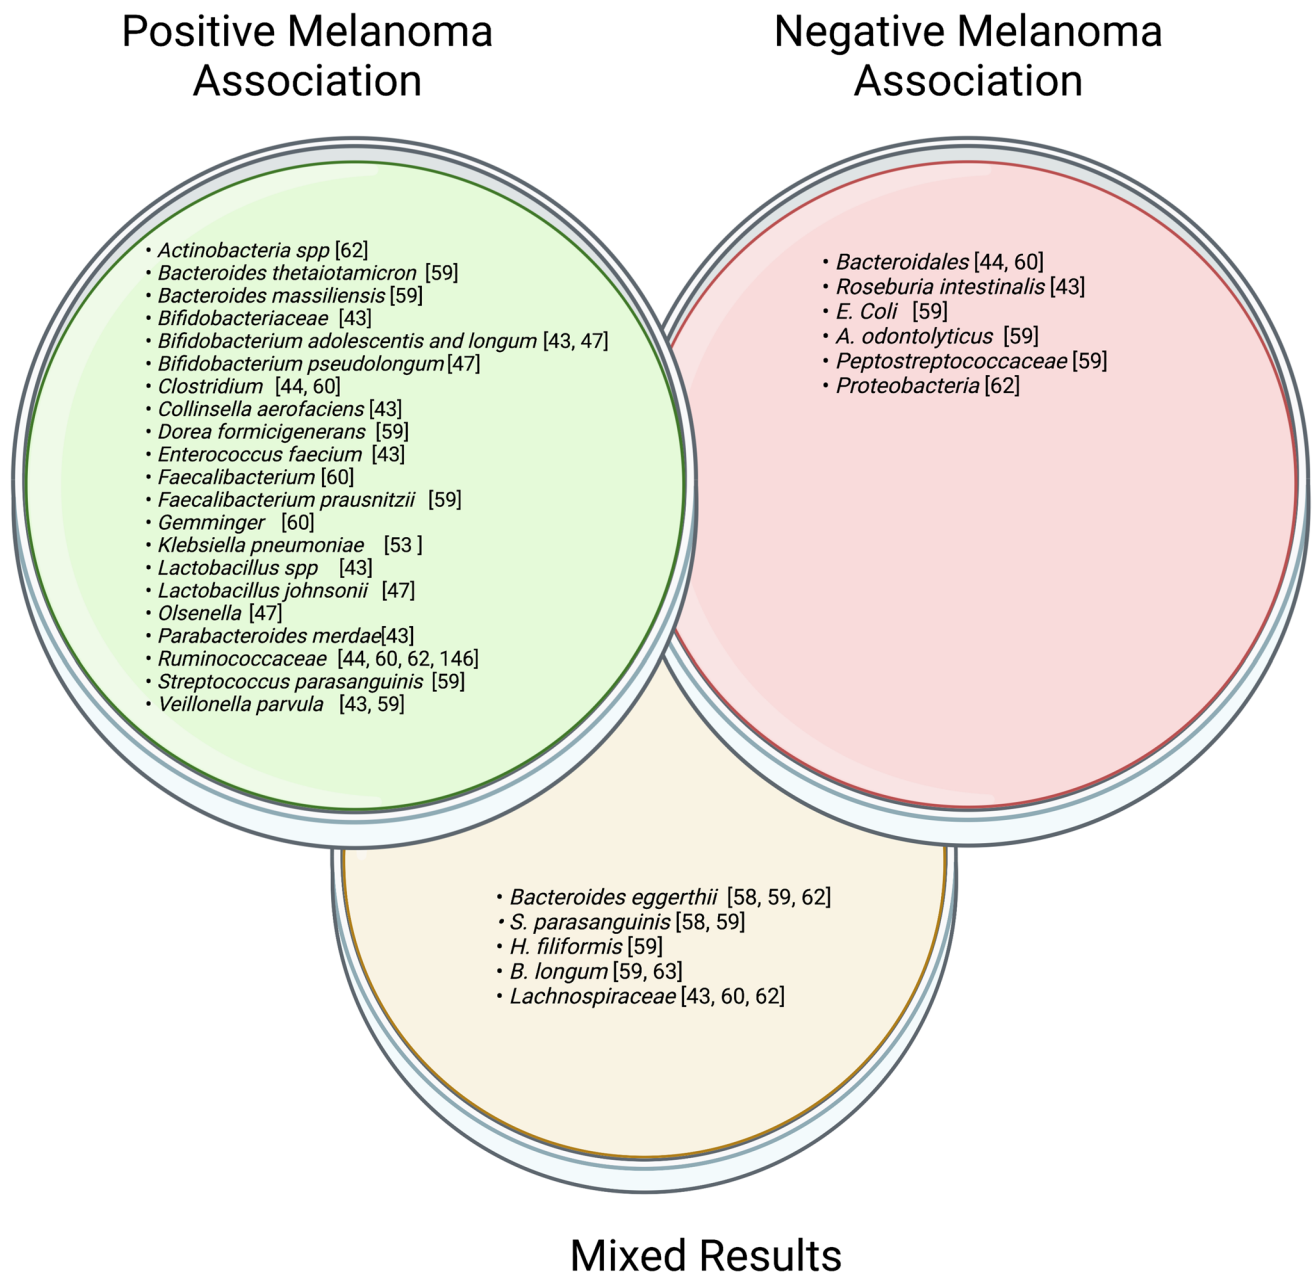 Positive Melanoma
Association
Negative Melanoma
Association
• Actinobacteria spp [62]
• Bacteroides thetaiotamicron [59]
• Bacteroides massiliensis [59]
• Bifidobacteriaceae [43]
• Bifidobacterium adolescentis and longum [43, 47]
• Bifidobacterium pseudolongum [47]
• Clostridium [44, 60]
• Collinsella aerofaciens [43]
• Dorea formicigenerans [59]
• Enterococcus faecium [43]
• Faecalibacterium [60]
• Faecalibacterium prausnitzii [59]
• Gemminger [60]
• Klebsiella pneumoniae [53 ]
• Lactobacillus spp [43]
• Lactobacillus johnsonii [47]
• Olsenella [47]
• Parabacteroides merdae[43]
• Ruminococcaceae [44, 60, 62, 146]
• Streptococcus parasanguinis [59]
• Veillonella parvula [43, 59]
• Bacteroidales [44, 60]
• Roseburia intestinalis [43]
• E. Coli [59]
• A. odontolyticus [59]
• Peptostreptococcaceae [59]
• Proteobacteria [62]
• Bacteroides eggerthii [58, 59, 62]
• S. parasanguinis [58, 59]
• H. filiformis [59]
• B. longum [59, 63]
• Lachnospiraceae [43, 60, 62]
Mixed Results